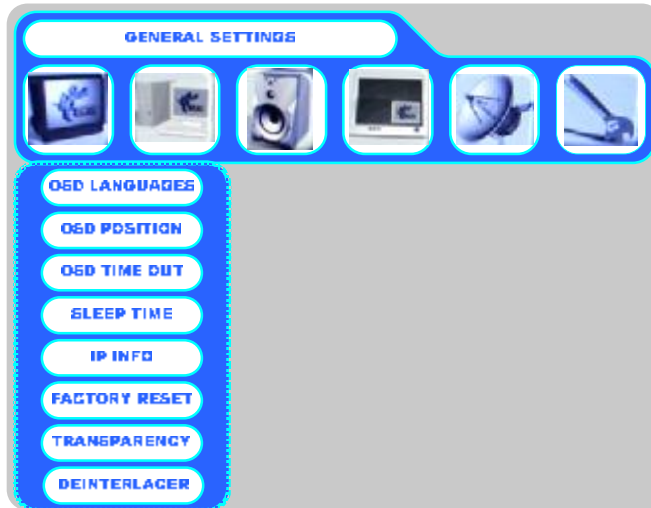 GENERAL SETTINGS
OSD LANGUAGES
OSD POSITION
OSD TIME OUT
SLEEP TIME
IP INFO
FACTORY RESET
TRANSPARENCY
DEINTERLACER